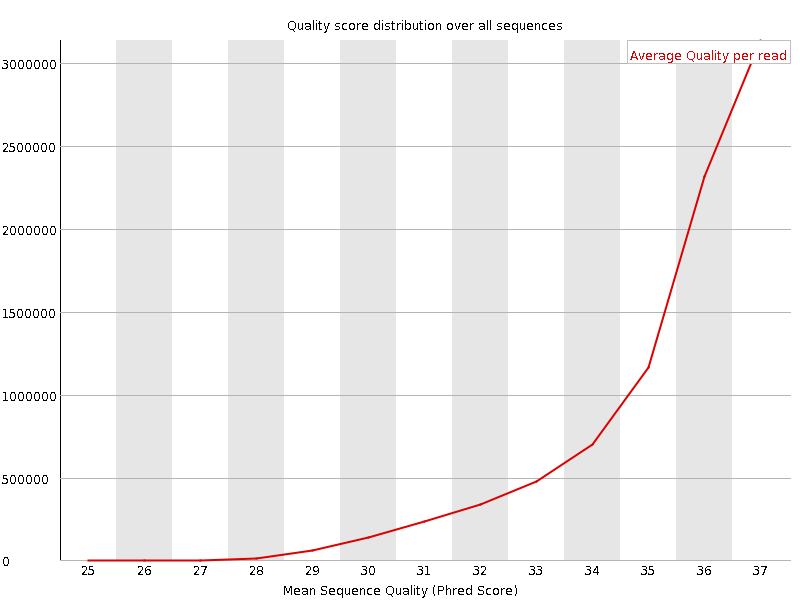 Quality score distribution over all sequences
Average Quality per read
3000000
2500000
2000000
1500000
1000000
500000
0
25 26 27 28 29 30 31 32 33 34 35 36 37
Mean Sequence Quality (Phred Score)